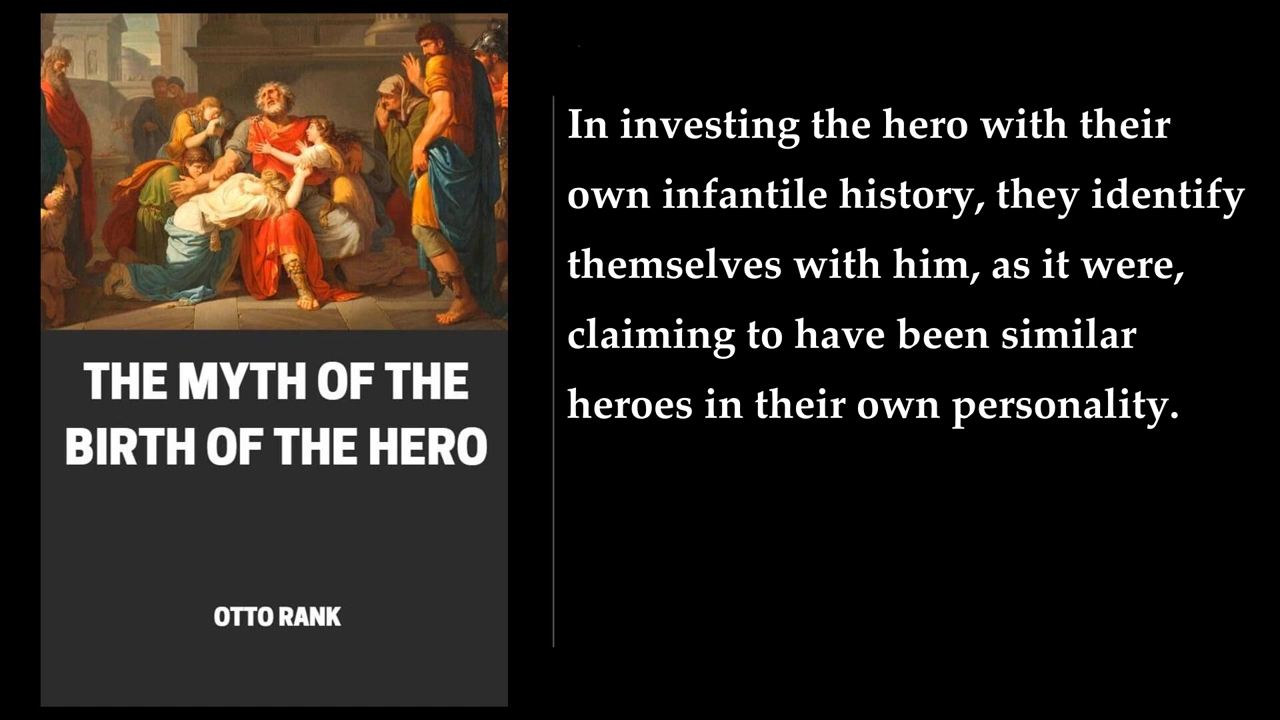 THE MYTH OF THE
BIRTH OF THE HERO
OTTO RANK
In investing the hero with their
own infantile history, they identify
themselves with him, as it were,
claiming to have been similar
heroes in their own personality.